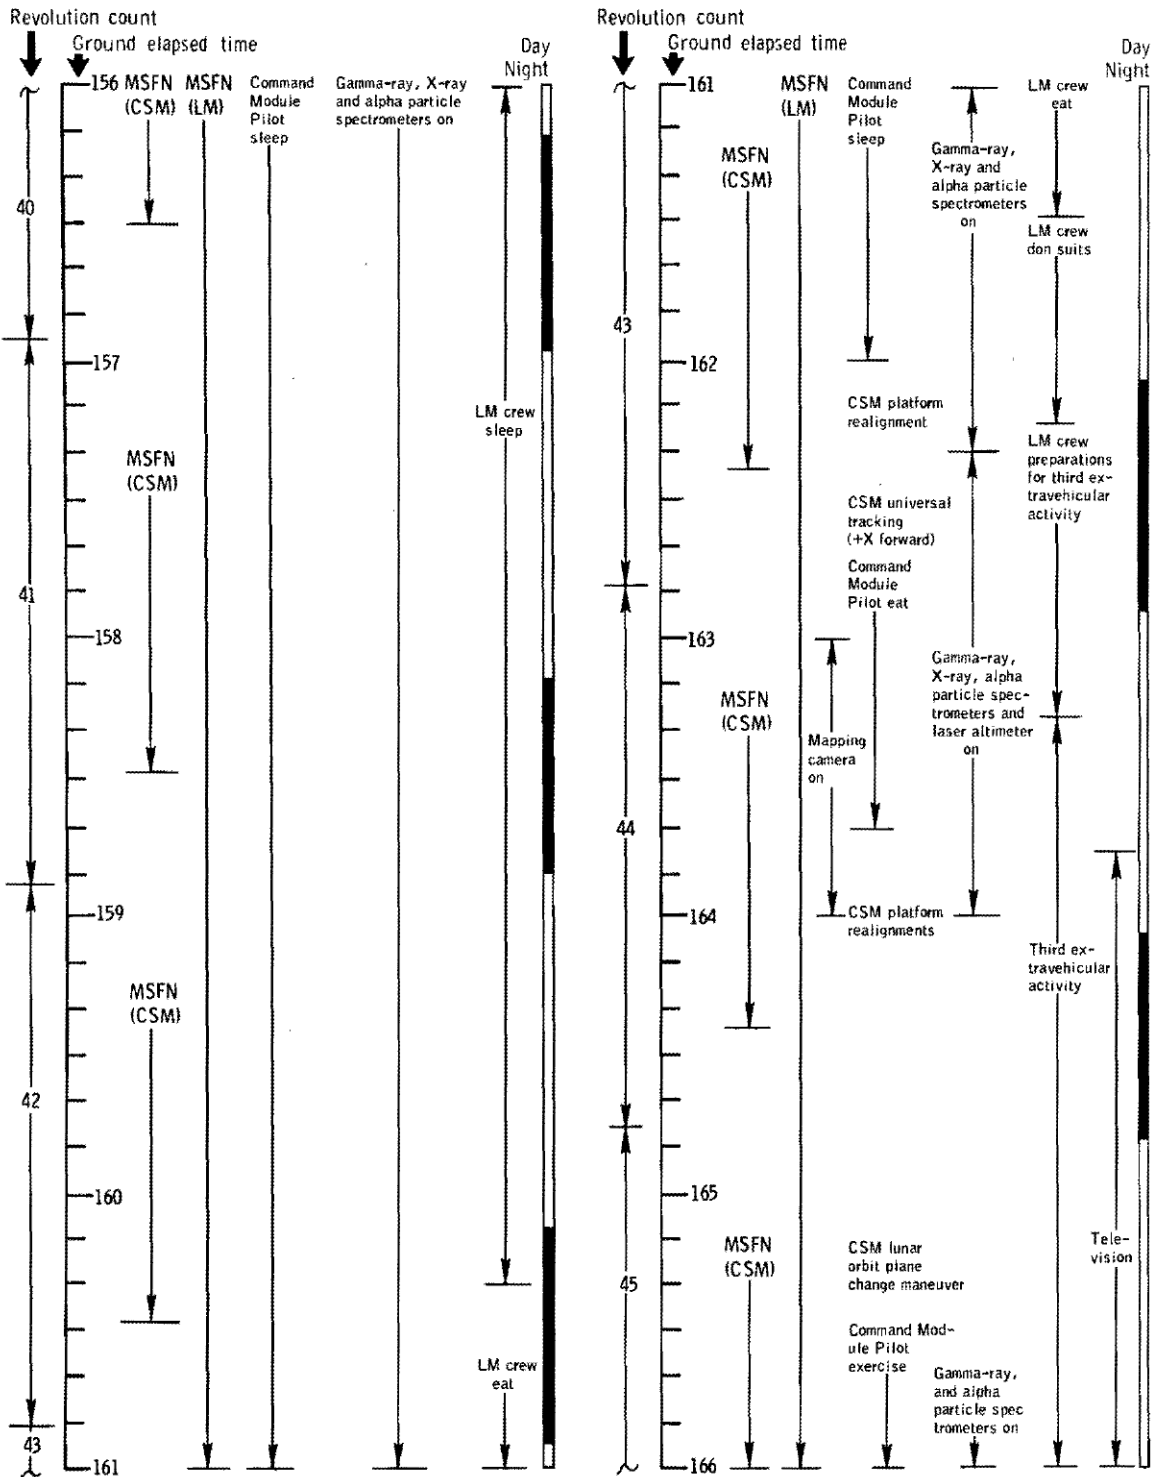 Revolution count
Ground elapsed time
Day
Night
156
MSFN
(CSM)
MSFN
(LM)
Command
Module
Pilot
sleep
Gamma-ray, X-ray
and alpha particle
spectrometers on
40
157
LM crew
sleep
MSFN
(CSM)
41
158
159
MSFN
(CSM)
42
160
LM crew
eat
43
161
Revolution count
Ground elapsed time
Day
Night
161
MSFN
(LM)
Command
Module
Pilot
sleep
LM crew
eat
MSFN
(CSM)
Gamma-ray,
X-ray and
alpha particle
spectrometers
on
LM crew
don suits
43
162
CSM platform
realignment
LM crew
preparations
for third ex-
travehicular
activity
CSM universal
tracking
(+X forward)
Command
Module
Pilot eat
163
Gamma-ray,
X-ray, alpha
particle spec-
trometers and
laser altimeter
on
MSFN
(CSM)
Mapping
camera
on
44
164
CSM platform
realignments
Third ex-
travehicular
activity
165
MSFN
(CSM)
CSM lunar
orbit plane
change maneuver
Tele-
vision
45
Command Mod-
ule Pilot
exercise
Gamma-ray,
and alpha
particle spec
trometers on
166